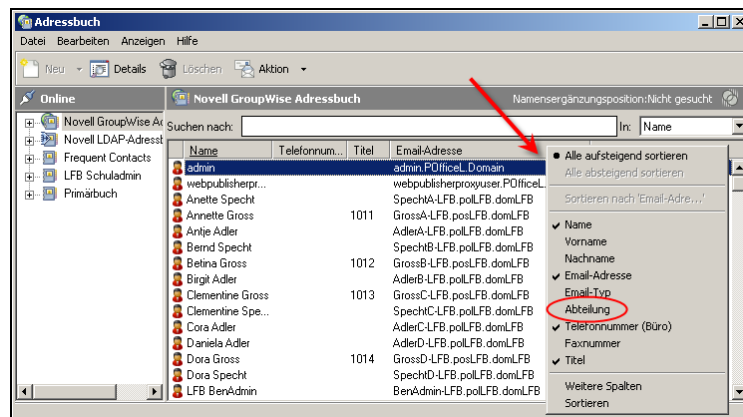 Adressbuch
Datei Bearbeiten Anzeigen Hilfe
Neu Details Löschen Aktion
Online
Novell GroupWise Adressbuch Namensergänzungsposition:Nicht gesucht
Novell GroupWise Ad
Novell LDAP-Adressb
Frequent Contacts
LFB Schuladmin
Primärbuch
Suchen nach: In: Name
Name Telefonnum... Titel Email-Adresse
admin admin.POfficeL.Domain
webpublisherpr... webpublisherproxyuser.POfficeL.
Anette Specht SpechtA-LFB.polLFB.domLFB
Annette Gross 1011 GrossA-LFB.posLFB.domLFB
Antje Adler AdlerA-LFB.polLFB.domLFB
Bernd Specht SpechtB-LFB.polLFB.domLFB
Betina Gross 1012 GrossB-LFB.posLFB.domLFB
Birgit Adler AdlerB-LFB.polLFB.domLFB
Clementine Gross 1013 GrossC-LFB.posLFB.domLFB
Clementine Spe... SpechtC-LFB.polLFB.domLFB
Cora Adler AdlerC-LFB.polLFB.domLFB
Daniela Adler AdlerD-LFB.polLFB.domLFB
Dora Gross 1014 GrossD-LFB.posLFB.domLFB
Dora Specht SpechtD-LFB.polLFB.domLFB
LFB BenAdmin BenAdmin-LFB.polLFB.domLFB
Alle aufsteigend sortieren
Alle absteigend sortieren
Sortieren nach 'Email-Adre...'
Name
Vorname
Nachname
Email-Adresse
Email-Typ
Abteilung
Telefonnummer (Büro)
Faxnummer
Titel
Weitere Spalten
Sortieren